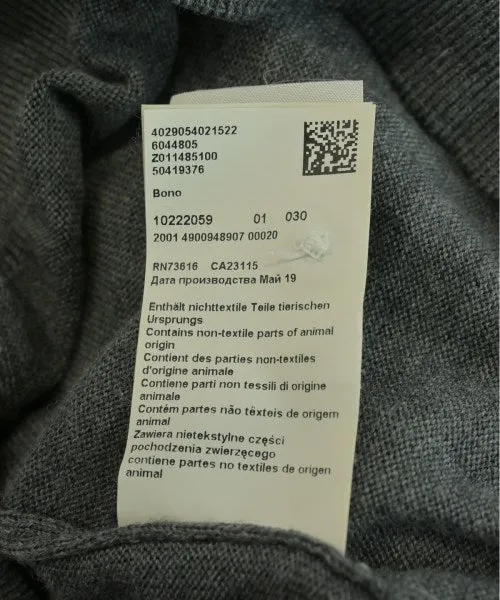 4029054021522
6044805
Z011485100
50419376
Bono
10222059 01 030
2001 4900948907 00020
RN73616 CA23115
Дата производства Май 19
Enthält nichttextile Teile tierischen
Ursprungs
Contains non-textile parts of animal
origin
Contient des parties non-textiles
d'origine animale
Contiene parti non tessili di origine
animale
Contém partes não têxteis de origem
animal
Zawiera nietekstylne części
pochodzenia zwierzęcego
contiene partes no textiles de origen
animal